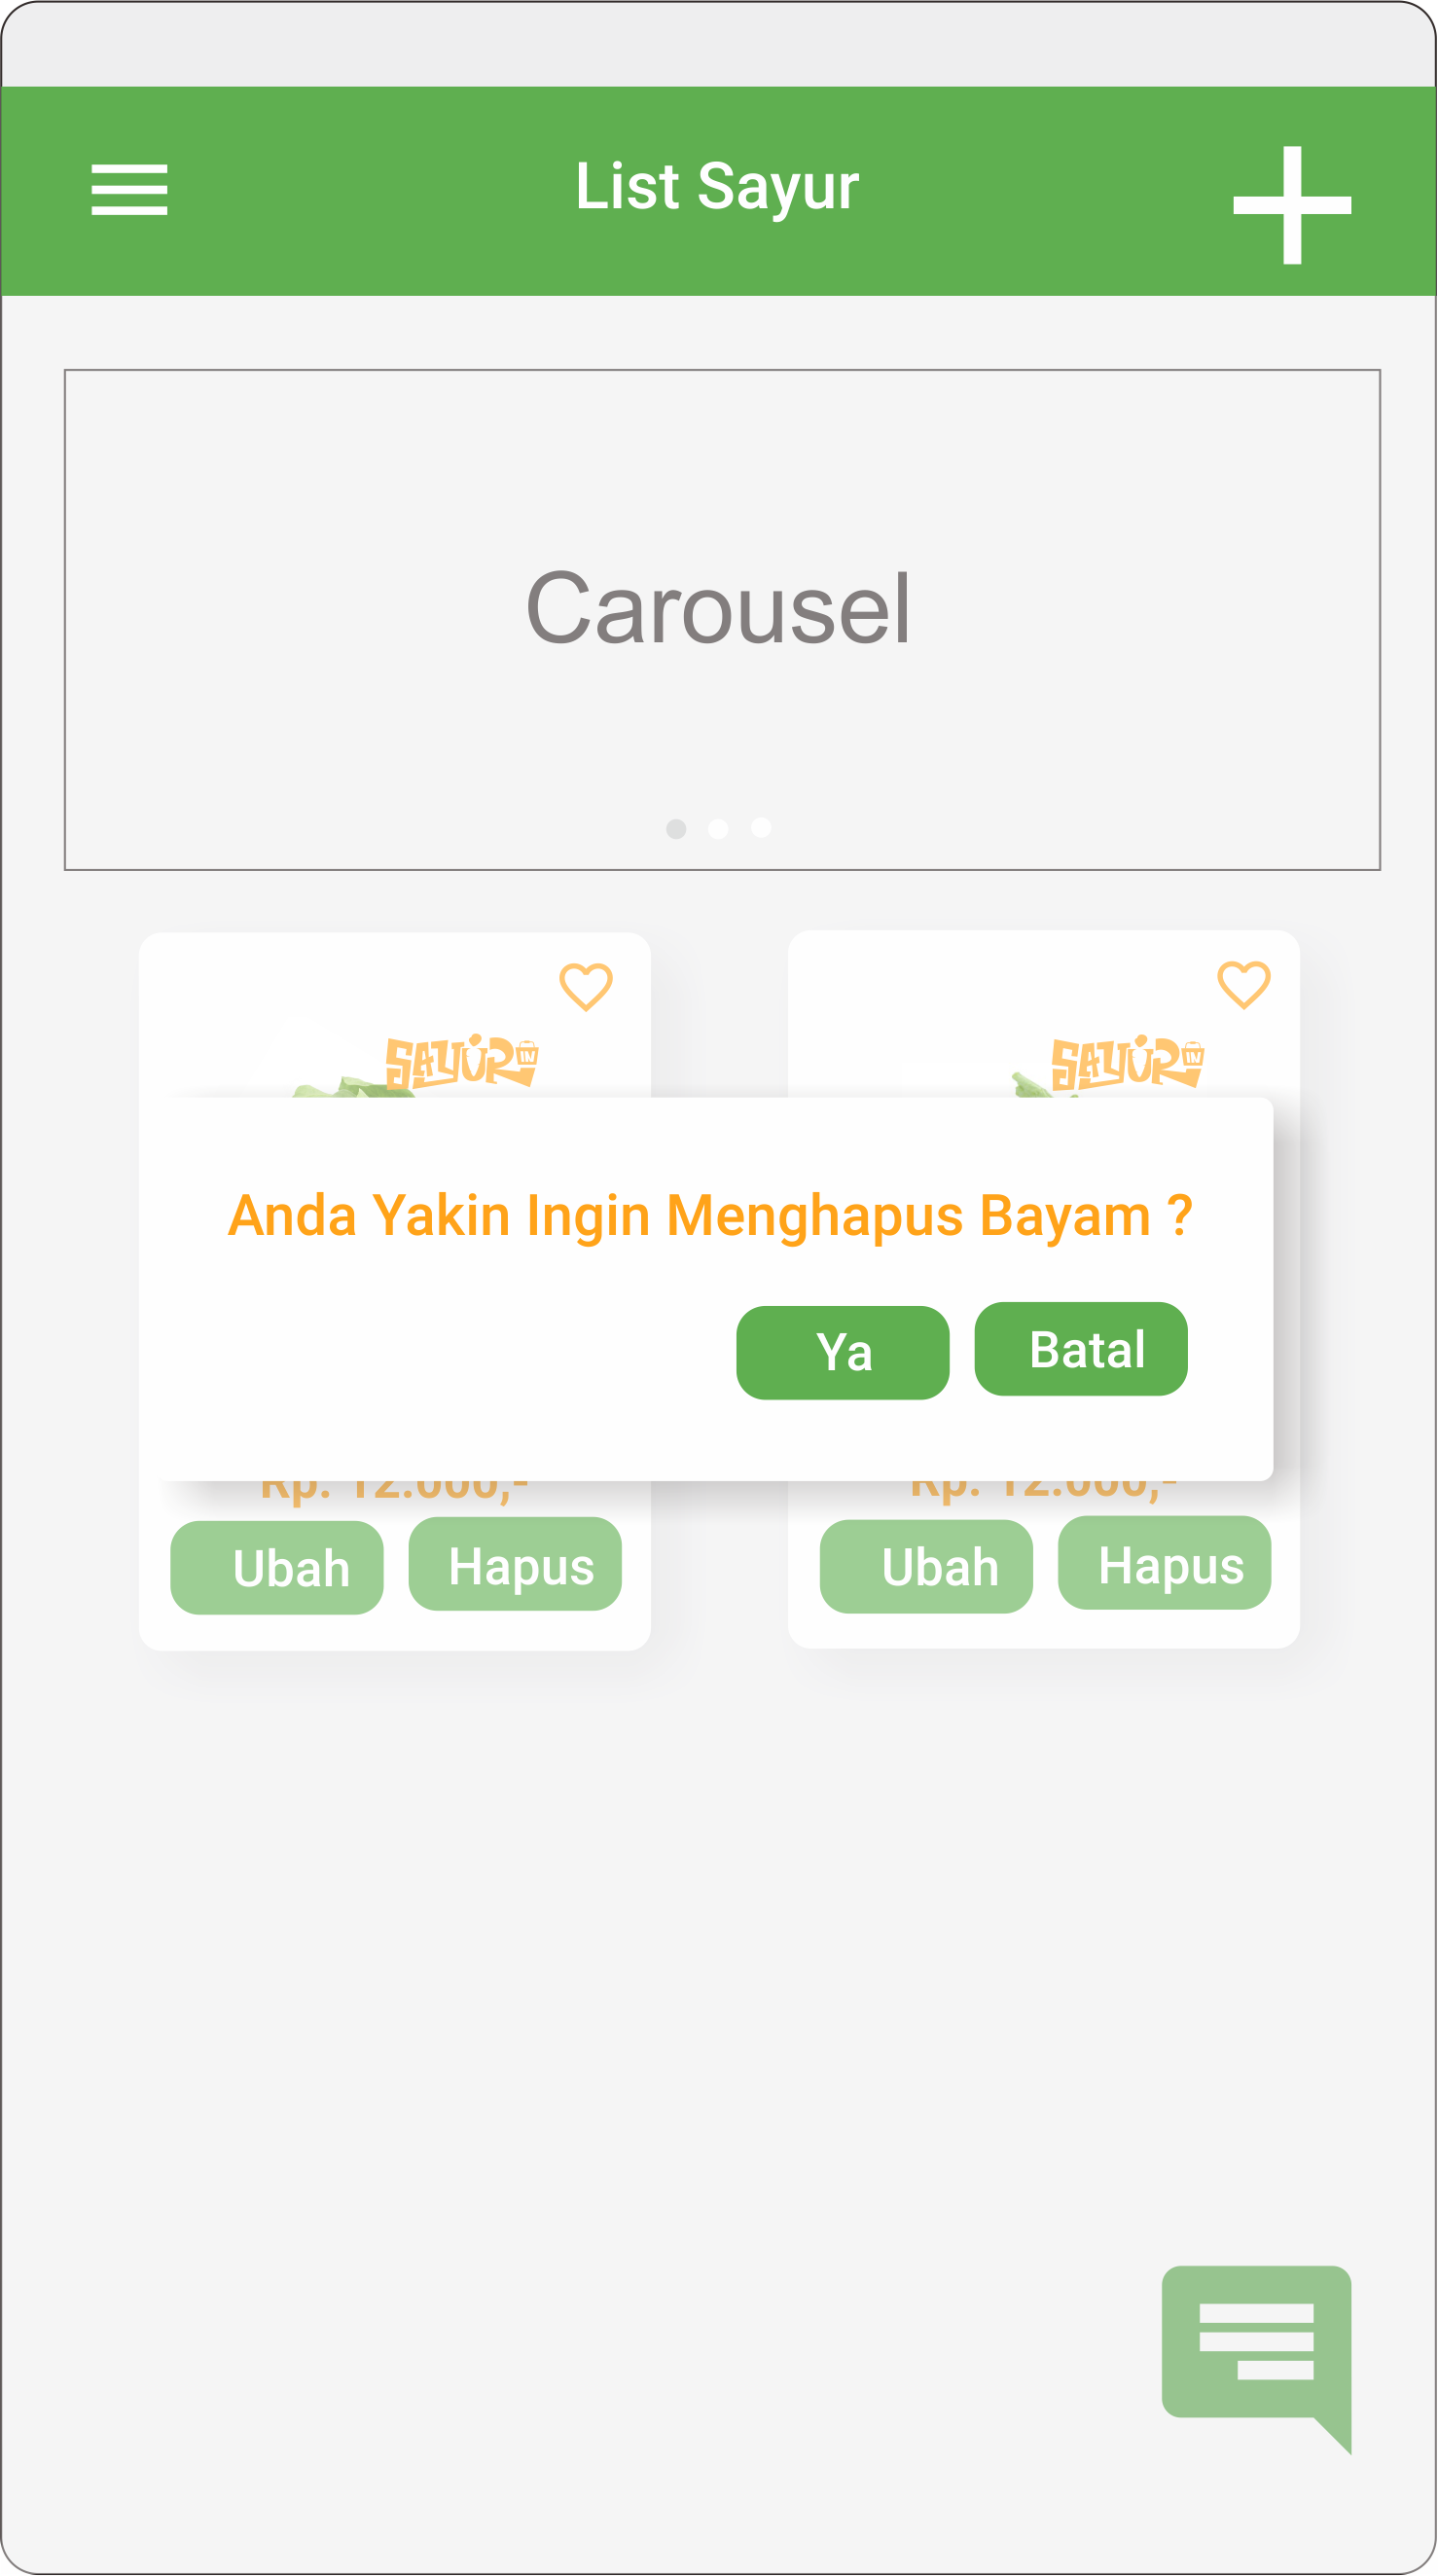 List Sayur
Carousel
SAYUR IN
SAYUR IN
Anda Yakin Ingin Menghapus Bayam ?
Ya
Batal
Rp. 12.000,-
Rp. 12.000,-
Ubah
Hapus
Ubah
Hapus